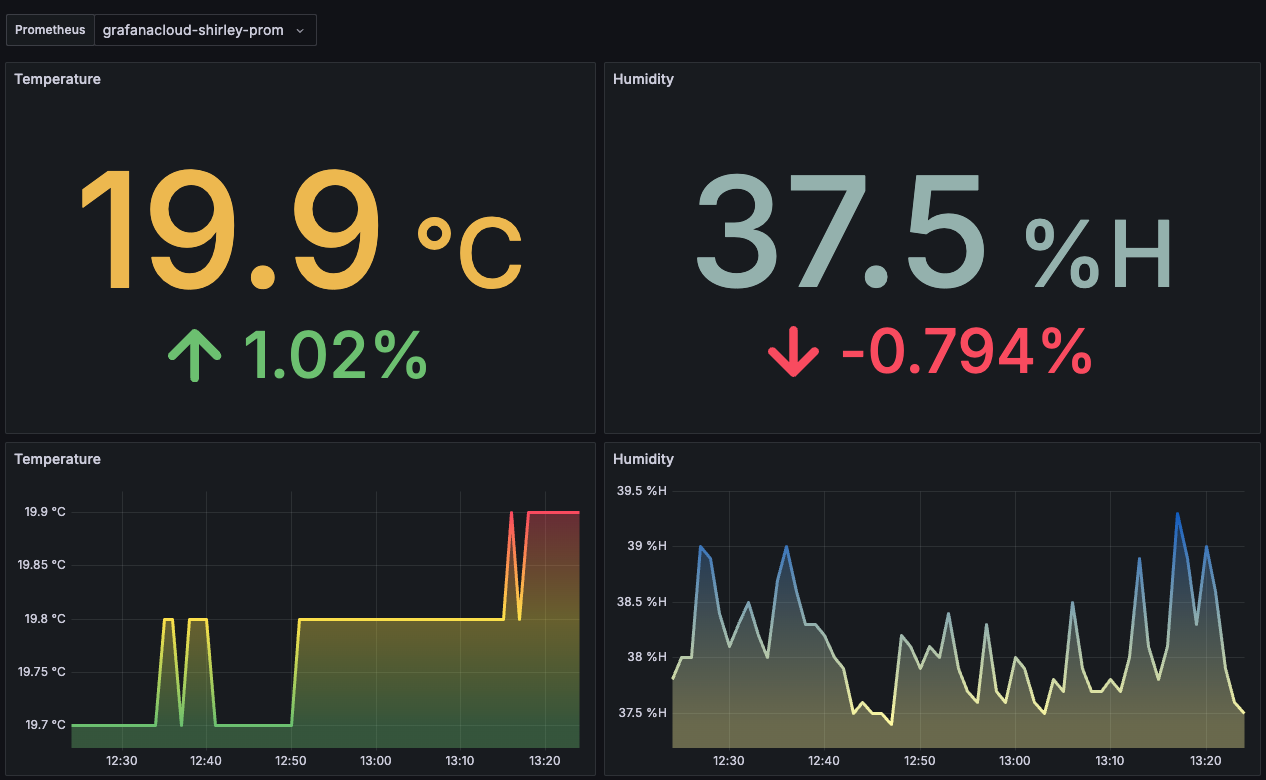 Prometheus grafanacloud-shirley-prom
Temperature
19.9 °C
1.02%
Humidity
37.5 %H
-0.794%
Temperature
19.9 °C
19.85 °C
19.8 °C
19.75 °C
19.7 °C
12:30 12:40 12:50 13:00 13:10 13:20
Humidity
39.5 %H
39 %H
38.5 %H
38 %H
37.5 %H
12:30 12:40 12:50 13:00 13:10 13:20